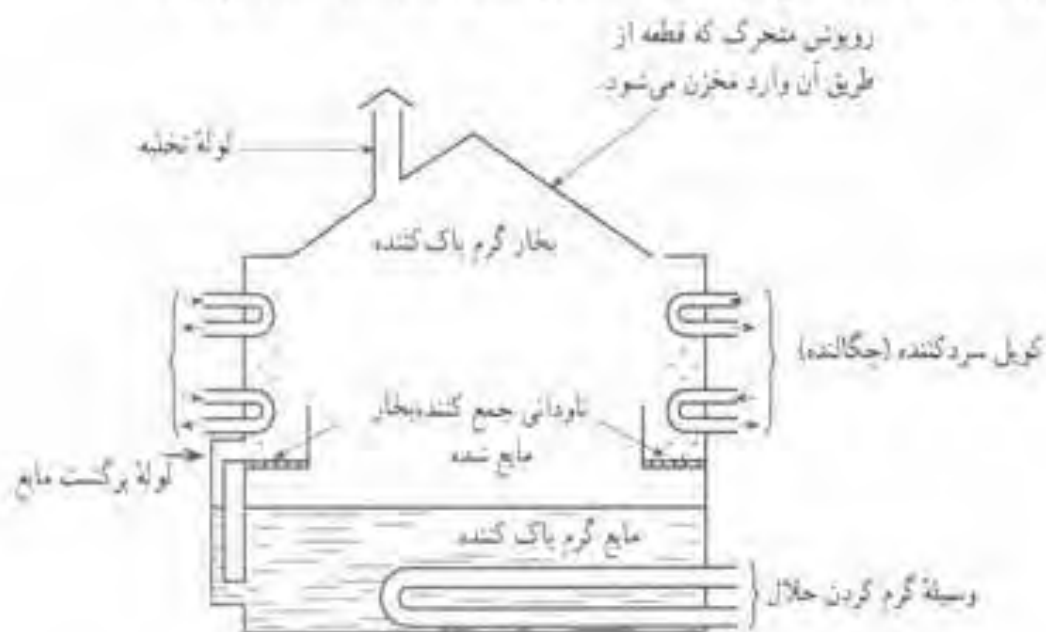 روپوش متحرک که قطعه از
طریق آن وارد مخزن می‌شود.
لولهٔ تخلیه
بخار گرم پاک‌کننده
کویل سردکننده (چگالنده)
ناودانی جمع کننده‌بخار
مایع شده
لولهٔ برگشت مایع
مایع گرم پاک کننده
وسیلهٔ گرم کردن حلال